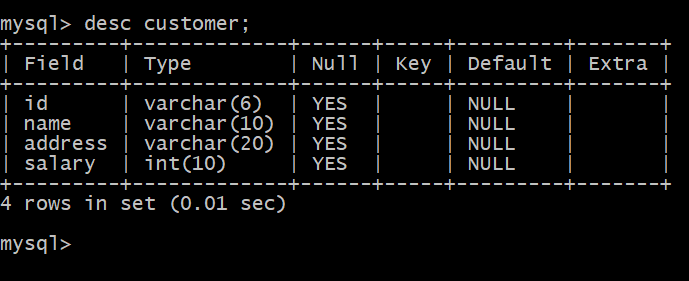 mysql> desc customer;
+---------+-------------+------+-----+---------+-------+
| Field   | Type        | Null | Key | Default | Extra |
+---------+-------------+------+-----+---------+-------+
| id      | varchar(6)  | YES  |     | NULL    |       |
| name    | varchar(10) | YES  |     | NULL    |       |
| address | varchar(20) | YES  |     | NULL    |       |
| salary  | int(10)     | YES  |     | NULL    |       |
+---------+-------------+------+-----+---------+-------+
4 rows in set (0.01 sec)
mysql>